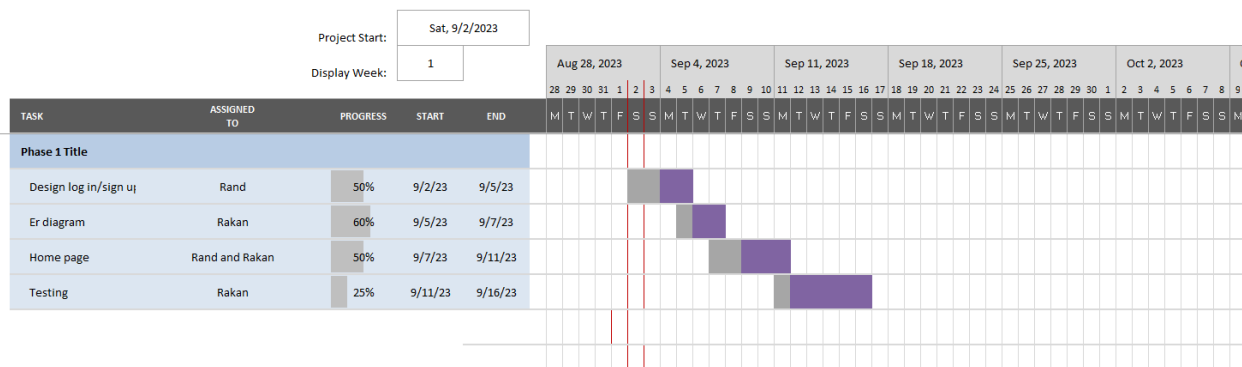 Project Start: Sat, 9/2/2023
Display Week: 1
Aug 28, 2023 Sep 4, 2023 Sep 11, 2023 Sep 18, 2023 Sep 25, 2023 Oct 2, 2023
28 29 30 31 1 2 3 4 5 6 7 8 9 10 11 12 13 14 15 16 17 18 19 20 21 22 23 24 25 26 27 28 29 30 1 2 3 4 5 6 7 8 9
TASK ASSIGNED TO PROGRESS START END M T W T F S S M T W T F S S M T W T F S S M T W T F S S M T W T F S S M T W T F S S M
Phase 1 Title
Design log in/sign up Rand 50% 9/2/23 9/5/23
Er diagram Rakan 60% 9/5/23 9/7/23
Home page Rand and Rakan 50% 9/7/23 9/11/23
Testing Rakan 25% 9/11/23 9/16/23